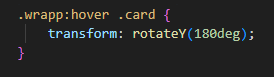 .wrapp:hover .card {
    transform: rotateY(180deg);
}